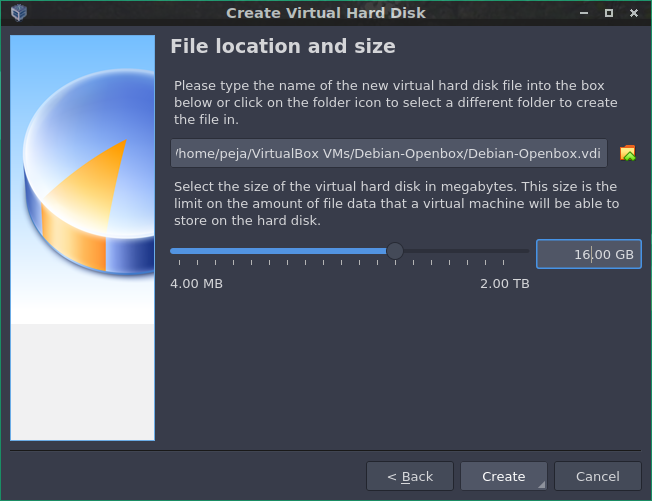 Create Virtual Hard Disk
File location and size
Please type the name of the new virtual hard disk file into the box
below or click on the folder icon to select a different folder to create
the file in.
/home/peja/VirtualBox VMs/Debian-Openbox/Debian-Openbox.vdi
Select the size of the virtual hard disk in megabytes. This size is the
limit on the amount of file data that a virtual machine will be able to
store on the hard disk.
16.00 GB
4.00 MB 2.00 TB
< Back Create Cancel